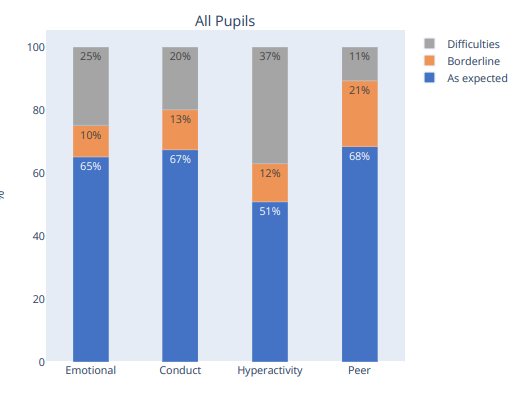 All Pupils
Difficulties
Borderline
As expected
%
100
80
60
40
20
0
25% 20% 37% 11%
10% 13% 12% 21%
65% 67% 51% 68%
Emotional Conduct Hyperactivity Peer